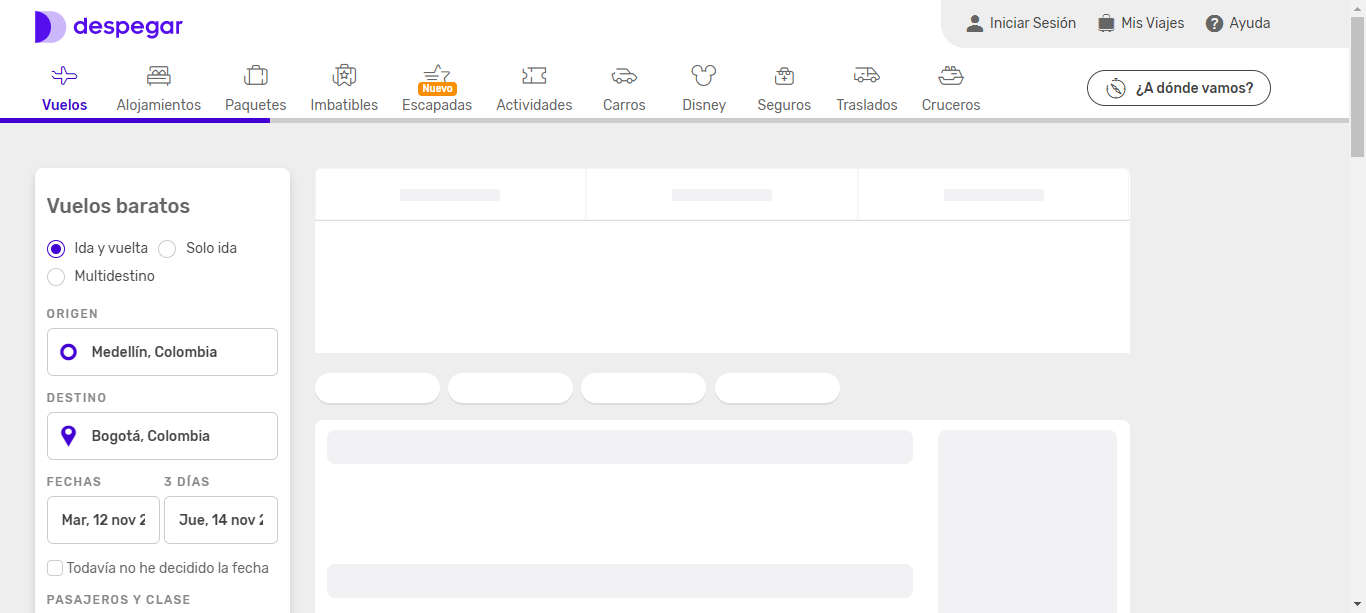 despegar
Iniciar Sesión
Mis Viajes
Ayuda
Vuelos
Alojamientos
Paquetes
Imbatibles
Nuevo
Escapadas
Actividades
Carros
Disney
Seguros
Traslados
Cruceros
¿A dónde vamos?
Vuelos baratos
Ida y vuelta
Solo ida
Multidestino
ORIGEN
Medellín, Colombia
DESTINO
Bogotá, Colombia
FECHAS
3 DÍAS
Mar, 12 nov 2
Jue, 14 nov 2
Todavía no he decidido la fecha
PASAJEROS Y CLASE